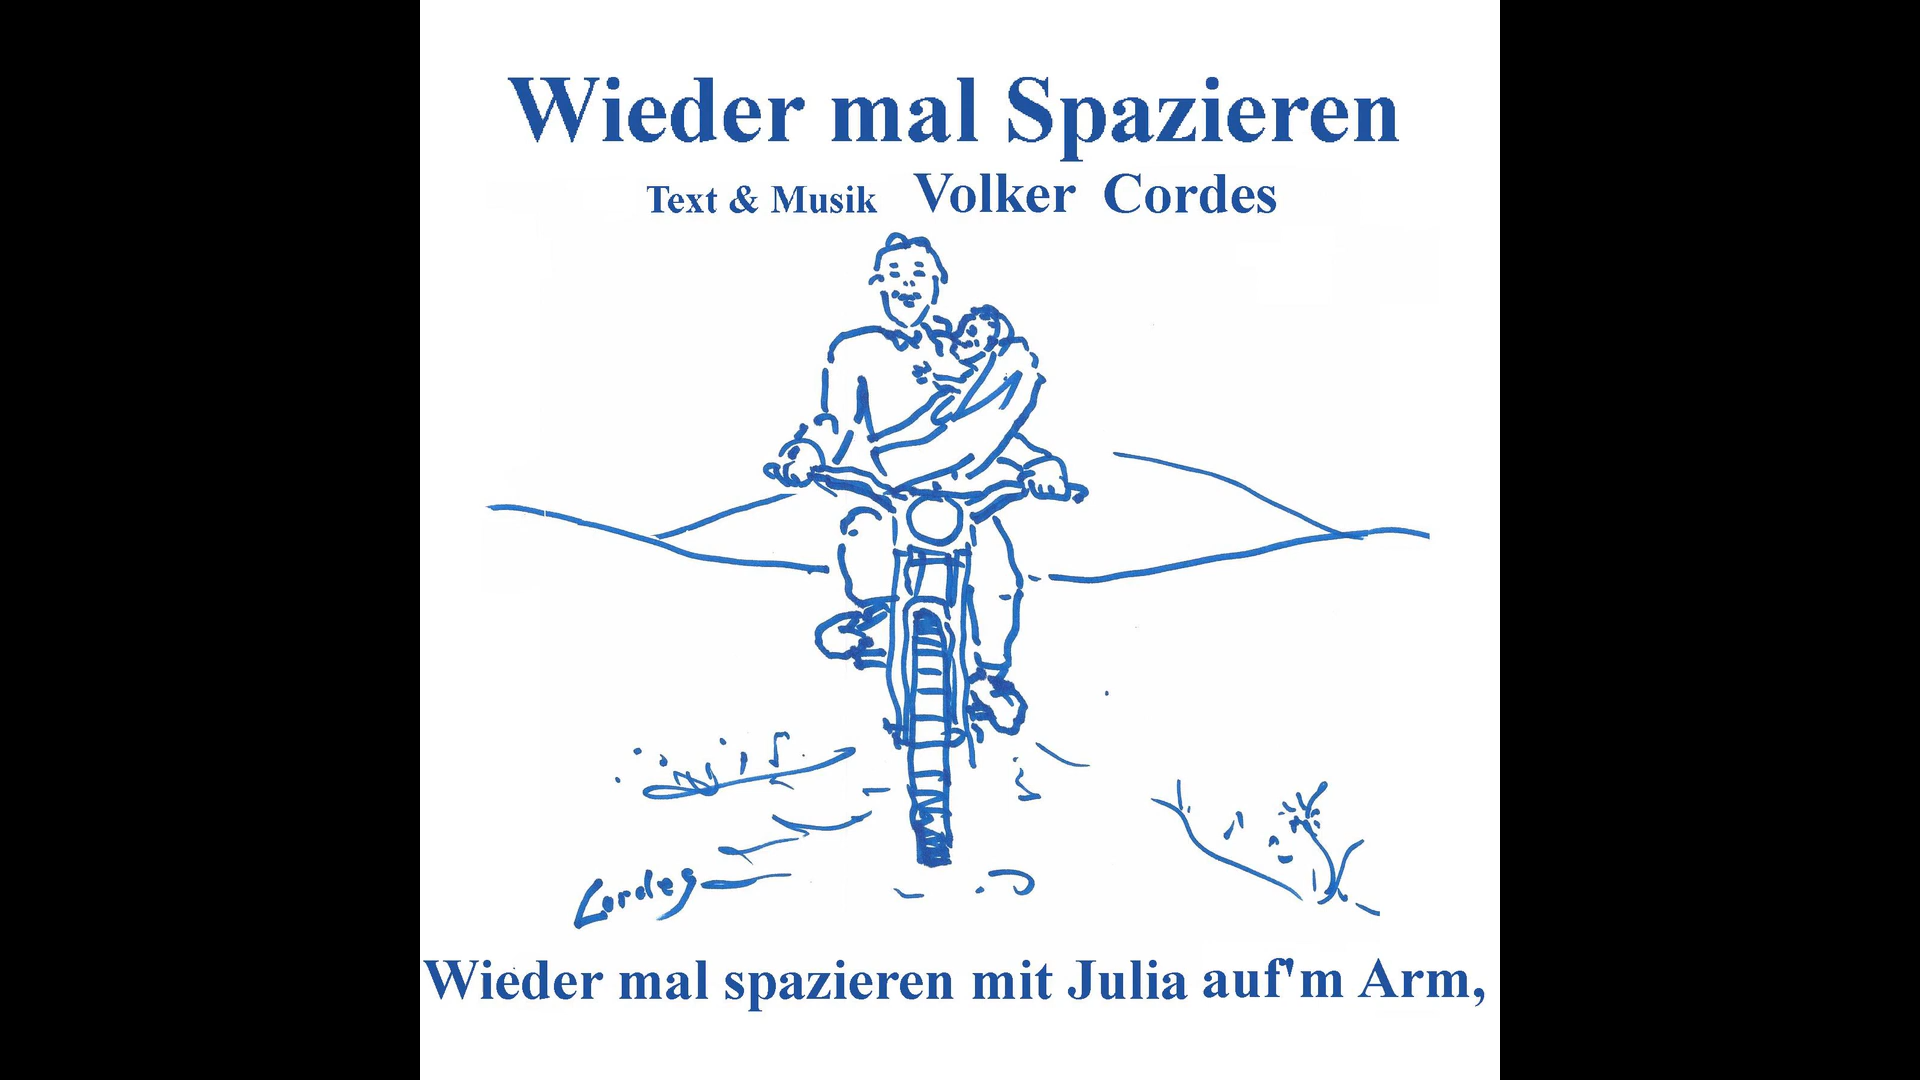 Wieder mal Spazieren
Text & Musik Volker Cordes
Cordes
Wieder mal spazieren mit Julia auf'm Arm,